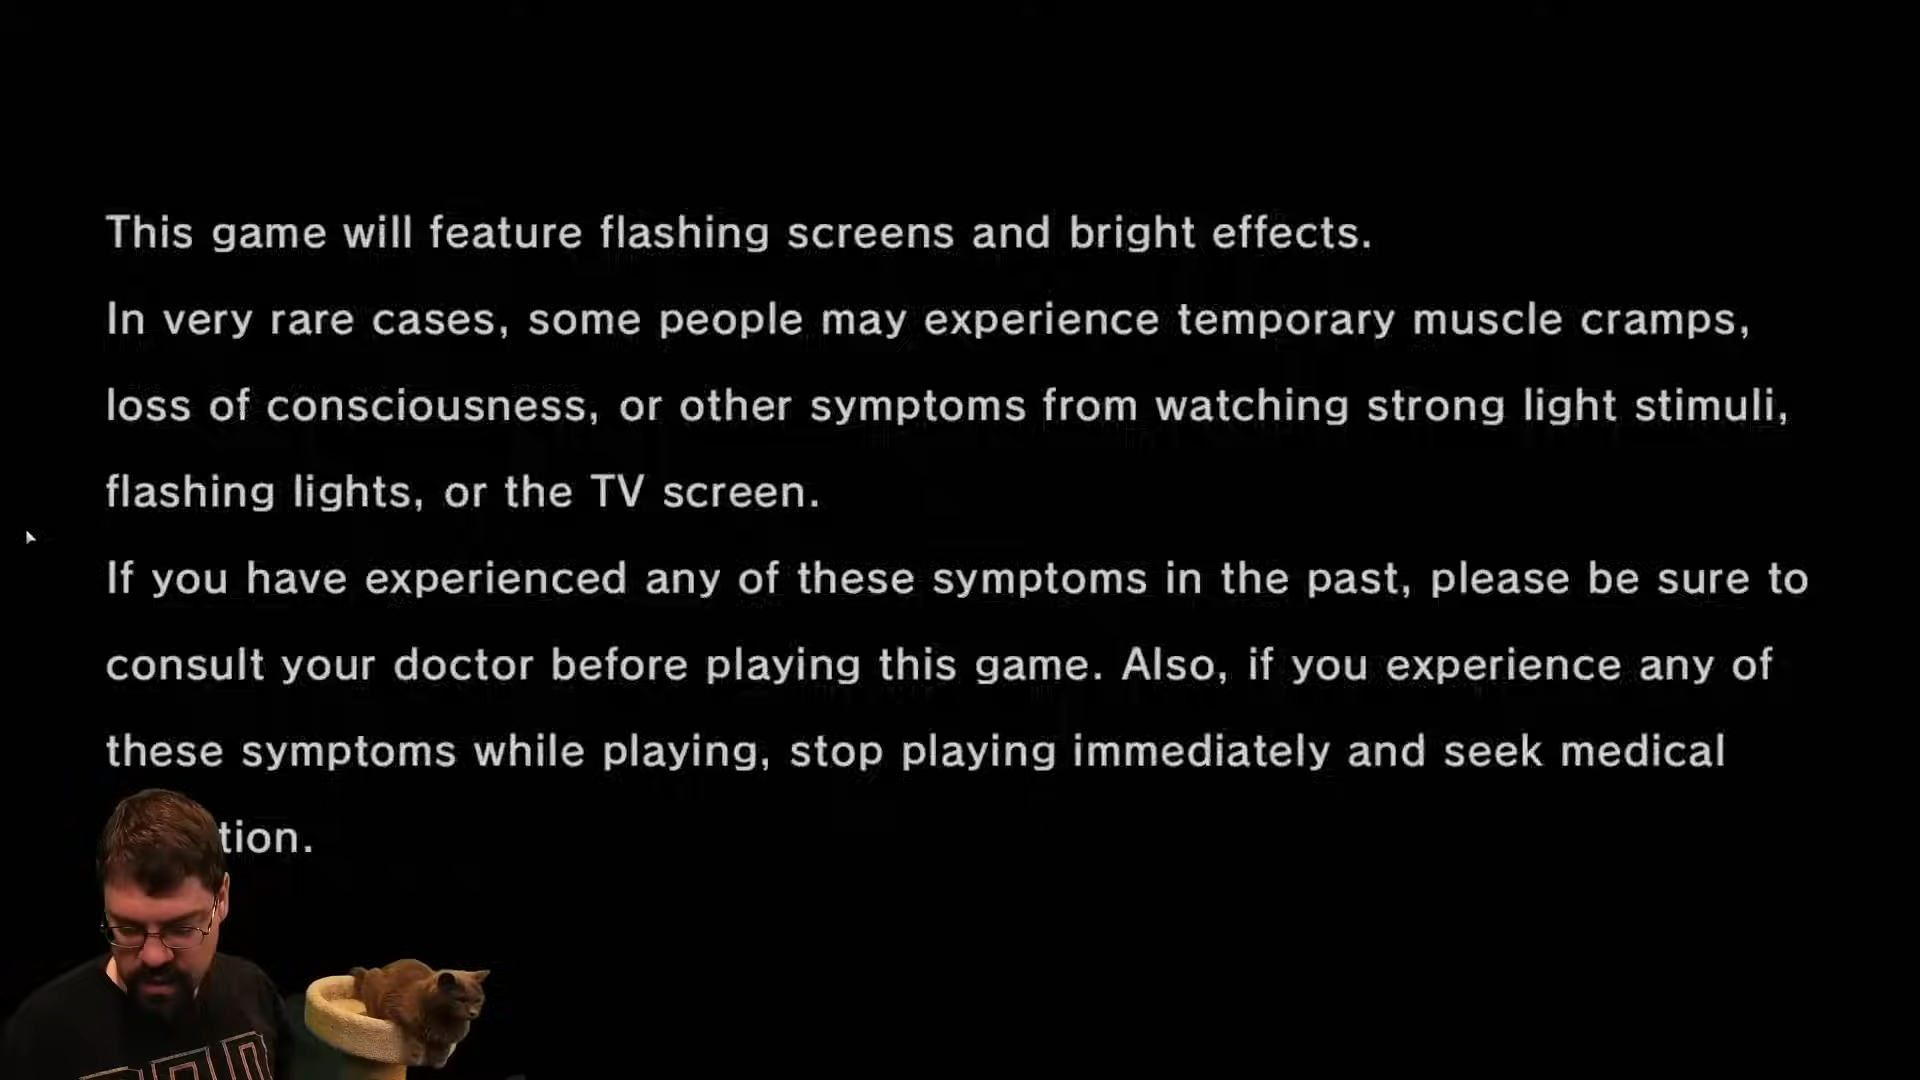 This game will feature flashing screens and bright effects.
In very rare cases, some people may experience temporary muscle cramps,
loss of consciousness, or other symptoms from watching strong light stimuli,
flashing lights, or the TV screen.
If you have experienced any of these symptoms in the past, please be sure to
consult your doctor before playing this game. Also, if you experience any of
these symptoms while playing, stop playing immediately and seek medical
tion.